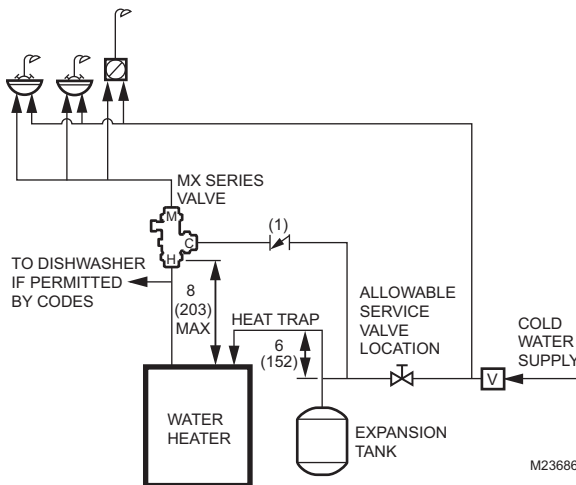 MX SERIES
VALVE
M
(1)
C
H
TO DISHWASHER
IF PERMITTED
BY CODES
8
(203)
MAX
HEAT TRAP
6
(152)
ALLOWABLE
SERVICE
VALVE
LOCATION
COLD
WATER
SUPPLY
V
WATER
HEATER
EXPANSION
TANK
M23686